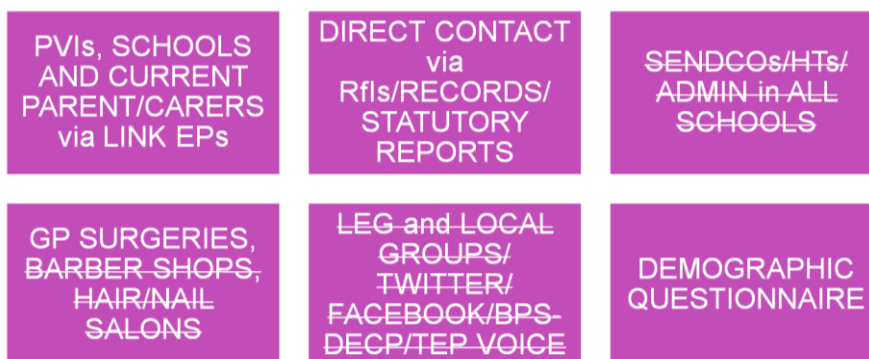 PVIs, SCHOOLS
AND CURRENT
PARENT/CARERS
via LINK EPs
DIRECT CONTACT
via
RfIs/RECORDS/
STATUTORY
REPORTS
SENDCOs/HTs/
ADMIN in ALL
SCHOOLS
GP SURGERIES,
BARBER SHOPS,
HAIR/NAIL
SALONS
LEG and LOCAL
GROUPS/
TWITTER/
FACEBOOK/BPS-
DECP/TEP VOICE
DEMOGRAPHIC
QUESTIONNAIRE